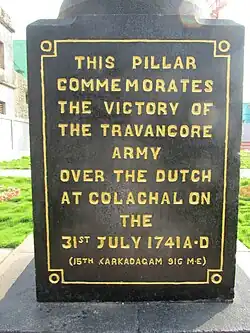 THIS PILLAR
COMMEMORATES
THE VICTORY OF
THE TRAVANCORE
ARMY
OVER THE DUTCH
AT COLACHAL ON
THE
31ST JULY 1741 A·D
(15TH KARKADAGAM 916 M·E)